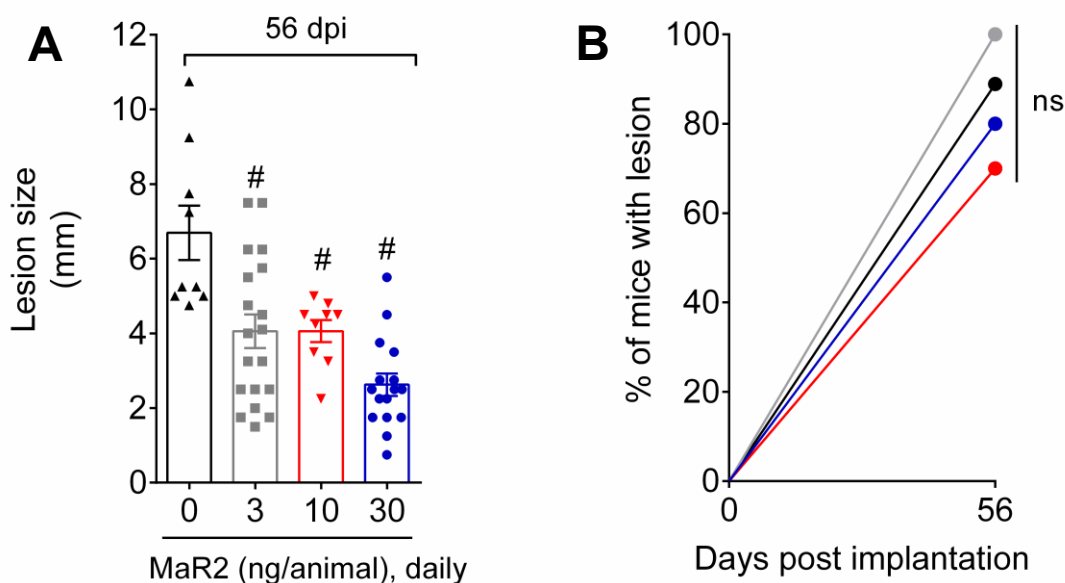 A
56 dpi
12
10
8
6
4
2
0
Lesion size
(mm)
#
#
#
0 3 10 30
MaR2 (ng/animal), daily
B
100
80
60
40
20
0
% of mice with lesion
ns
0 56
Days post implantation